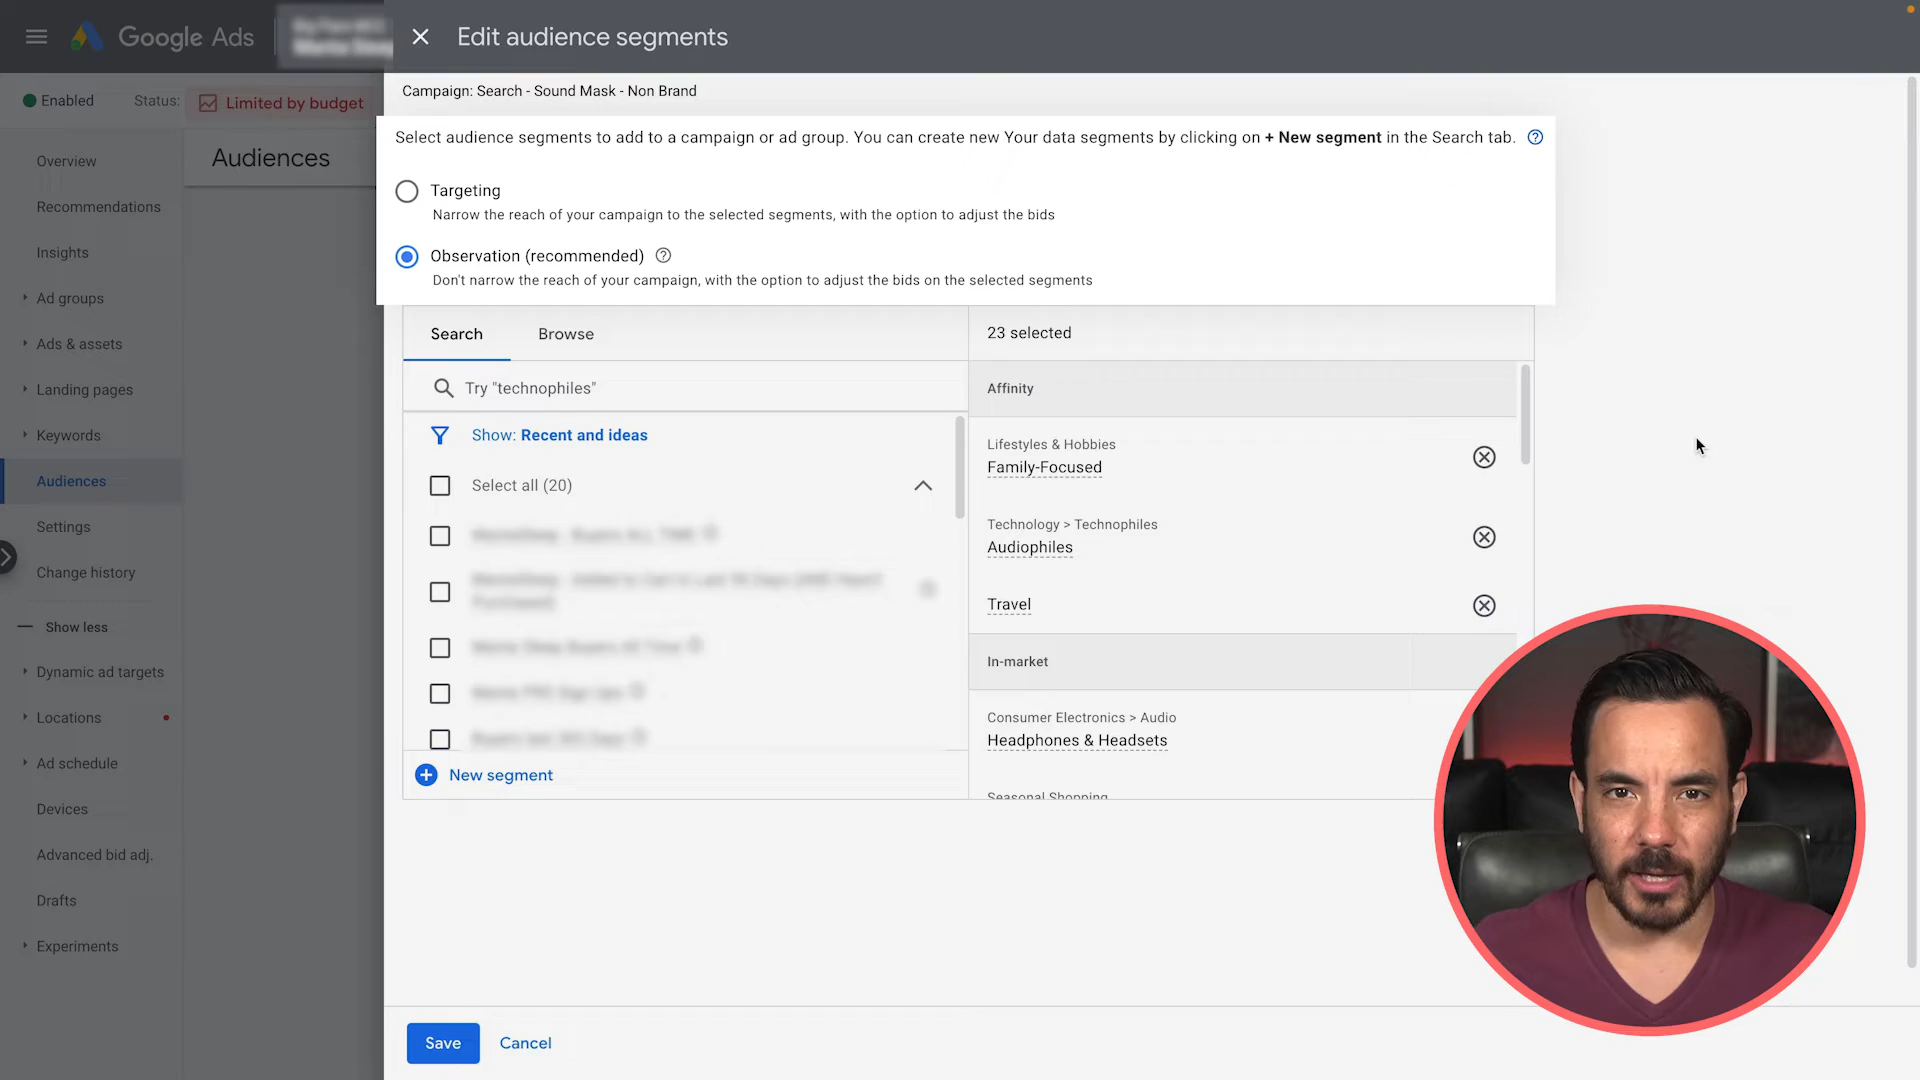 Google Ads
Edit audience segments
Enabled
Status:
Limited by budget
Audiences
Overview
Recommendations
Insights
Ad groups
Ads & assets
Landing pages
Keywords
Audiences
Settings
Change history
Show less
Dynamic ad targets
Locations
Ad schedule
Devices
Advanced bid adj.
Drafts
Experiments
Campaign: Search - Sound Mask - Non Brand
Select audience segments to add to a campaign or ad group. You can create new Your data segments by clicking on + New segment in the Search tab.
Targeting
Narrow the reach of your campaign to the selected segments, with the option to adjust the bids
Observation (recommended)
Don't narrow the reach of your campaign, with the option to adjust the bids on the selected segments
Search
Browse
Try "technophiles"
Show: Recent and ideas
Select all (20)
New segment
23 selected
Affinity
Lifestyles & Hobbies
Family-Focused
Technology > Technophiles
Audiophiles
Travel
In-market
Consumer Electronics > Audio
Headphones & Headsets
Seasonal Shopping
Save
Cancel